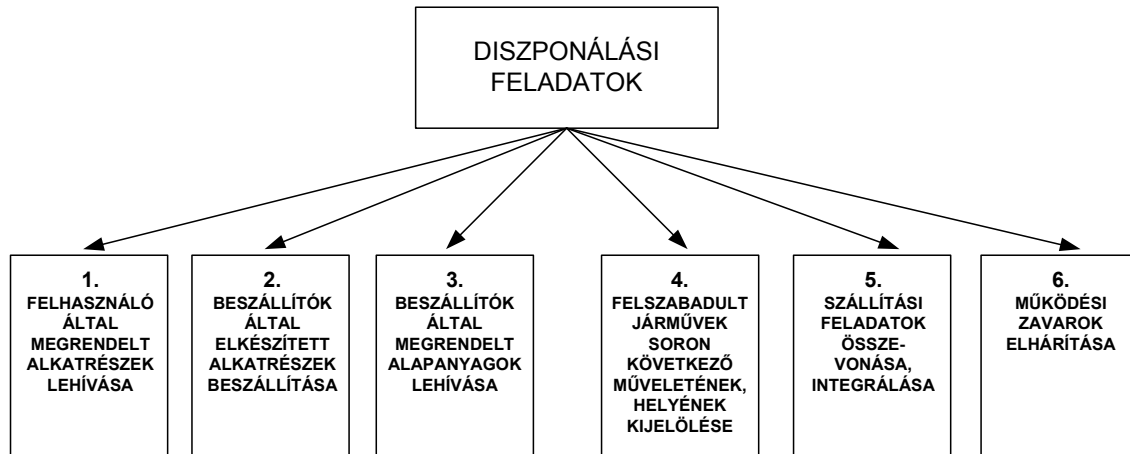 DISZPONÁLÁSI
FELADATOK
1.
FELHASZNÁLÓ
ÁLTAL
MEGRENDELT
ALKATRÉSZEK
LEHÍVÁSA
2.
BESZÁLLÍTÓK
ÁLTAL
ELKÉSZÍTETT
ALKATRÉSZEK
BESZÁLLÍTÁSA
3.
BESZÁLLÍTÓK
ÁLTAL
MEGRENDELT
ALAPANYAGOK
LEHÍVÁSA
4.
FELSZABADULT
JÁRMŰVEK
SORON
KÖVETKEZŐ
MŰVELETÉNEK,
HELYÉNEK
KIJELÖLÉSE
5.
SZÁLLÍTÁSI
FELADATOK
ÖSSZE-
VONÁSA,
INTEGRÁLÁSA
6.
MŰKÖDÉSI
ZAVAROK
ELHÁRÍTÁSA